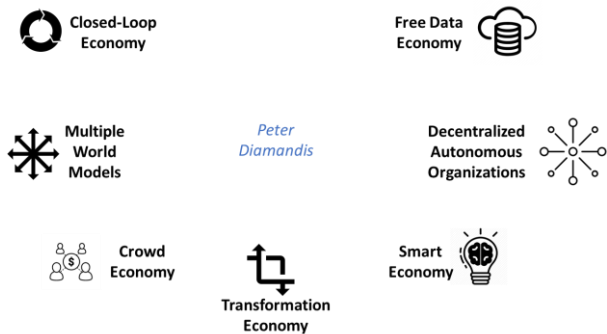 Closed-Loop
Economy
Free Data
Economy
Multiple
World
Models
Peter
Diamandis
Decentralized
Autonomous
Organizations
$
Crowd
Economy
Smart
Economy
Transformation
Economy